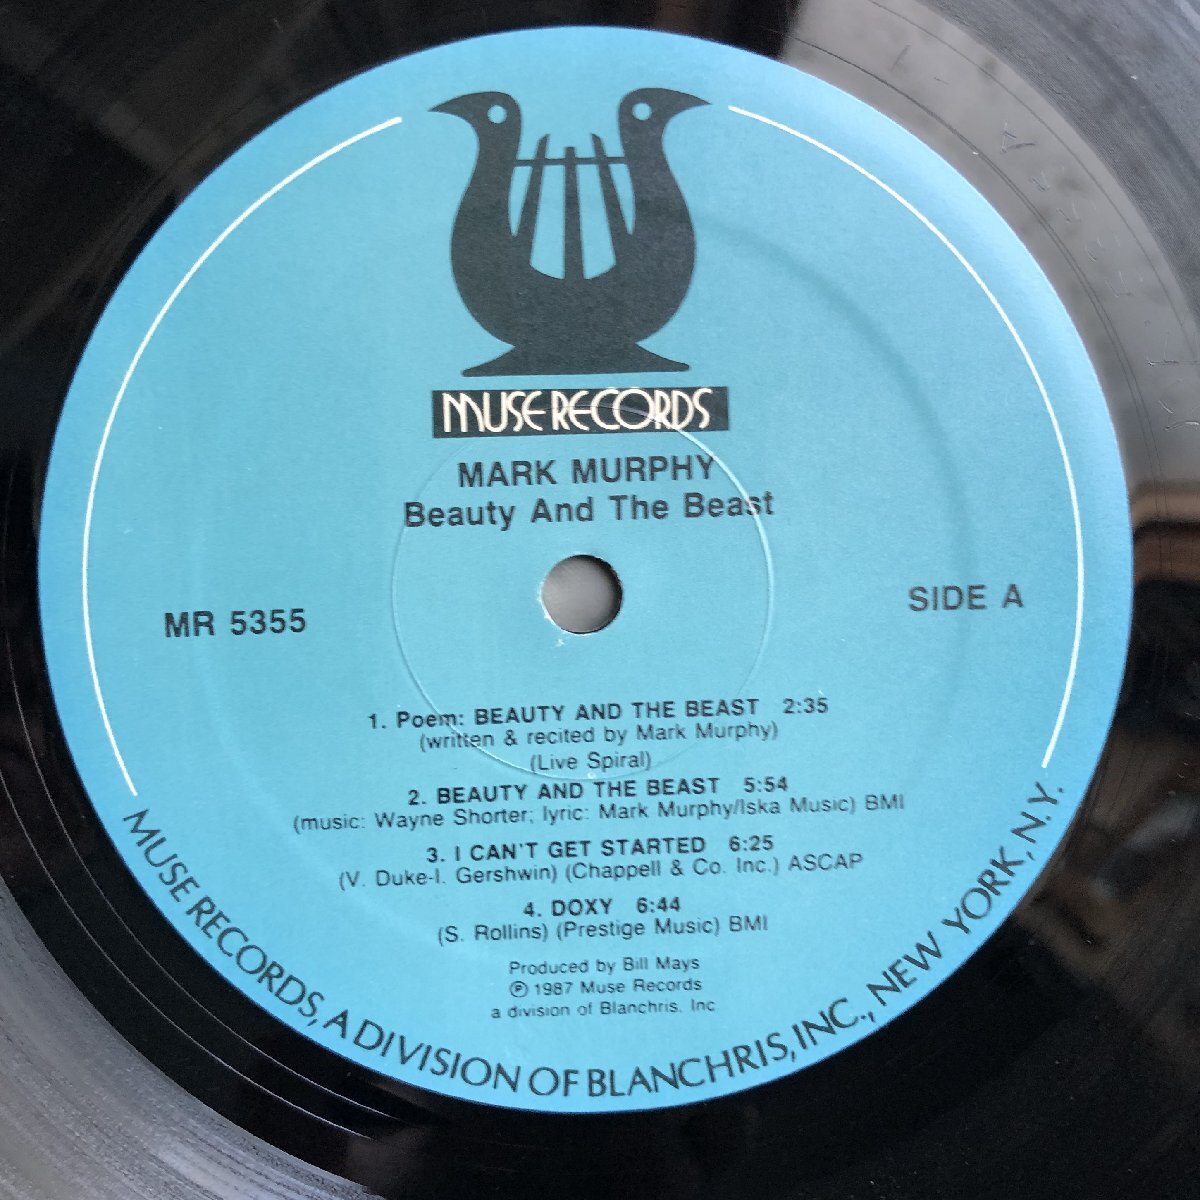 MUSE RECORDS
MARK MURPHY
Beauty And The Beast
MR 5355
SIDE A
1. Poem: BEAUTY AND THE BEAST 2:35
(written & recited by Mark Murphy)
(Live Spiral)
2. BEAUTY AND THE BEAST 5:54
(music: Wayne Shorter; lyric: Mark Murphy/Iska Music) BMI
3. I CAN'T GET STARTED 6:25
(V. Duke-I. Gershwin) (Chappell & Co. Inc.) ASCAP
4. DOXY 6:44
(S. Rollins) (Prestige Music) BMI
Produced by Bill Mays
℗ 1987 Muse Records
a division of Blanchris. Inc
MUSE RECORDS, A DIVISION OF BLANCHRIS, INC., NEW YORK, N.Y.